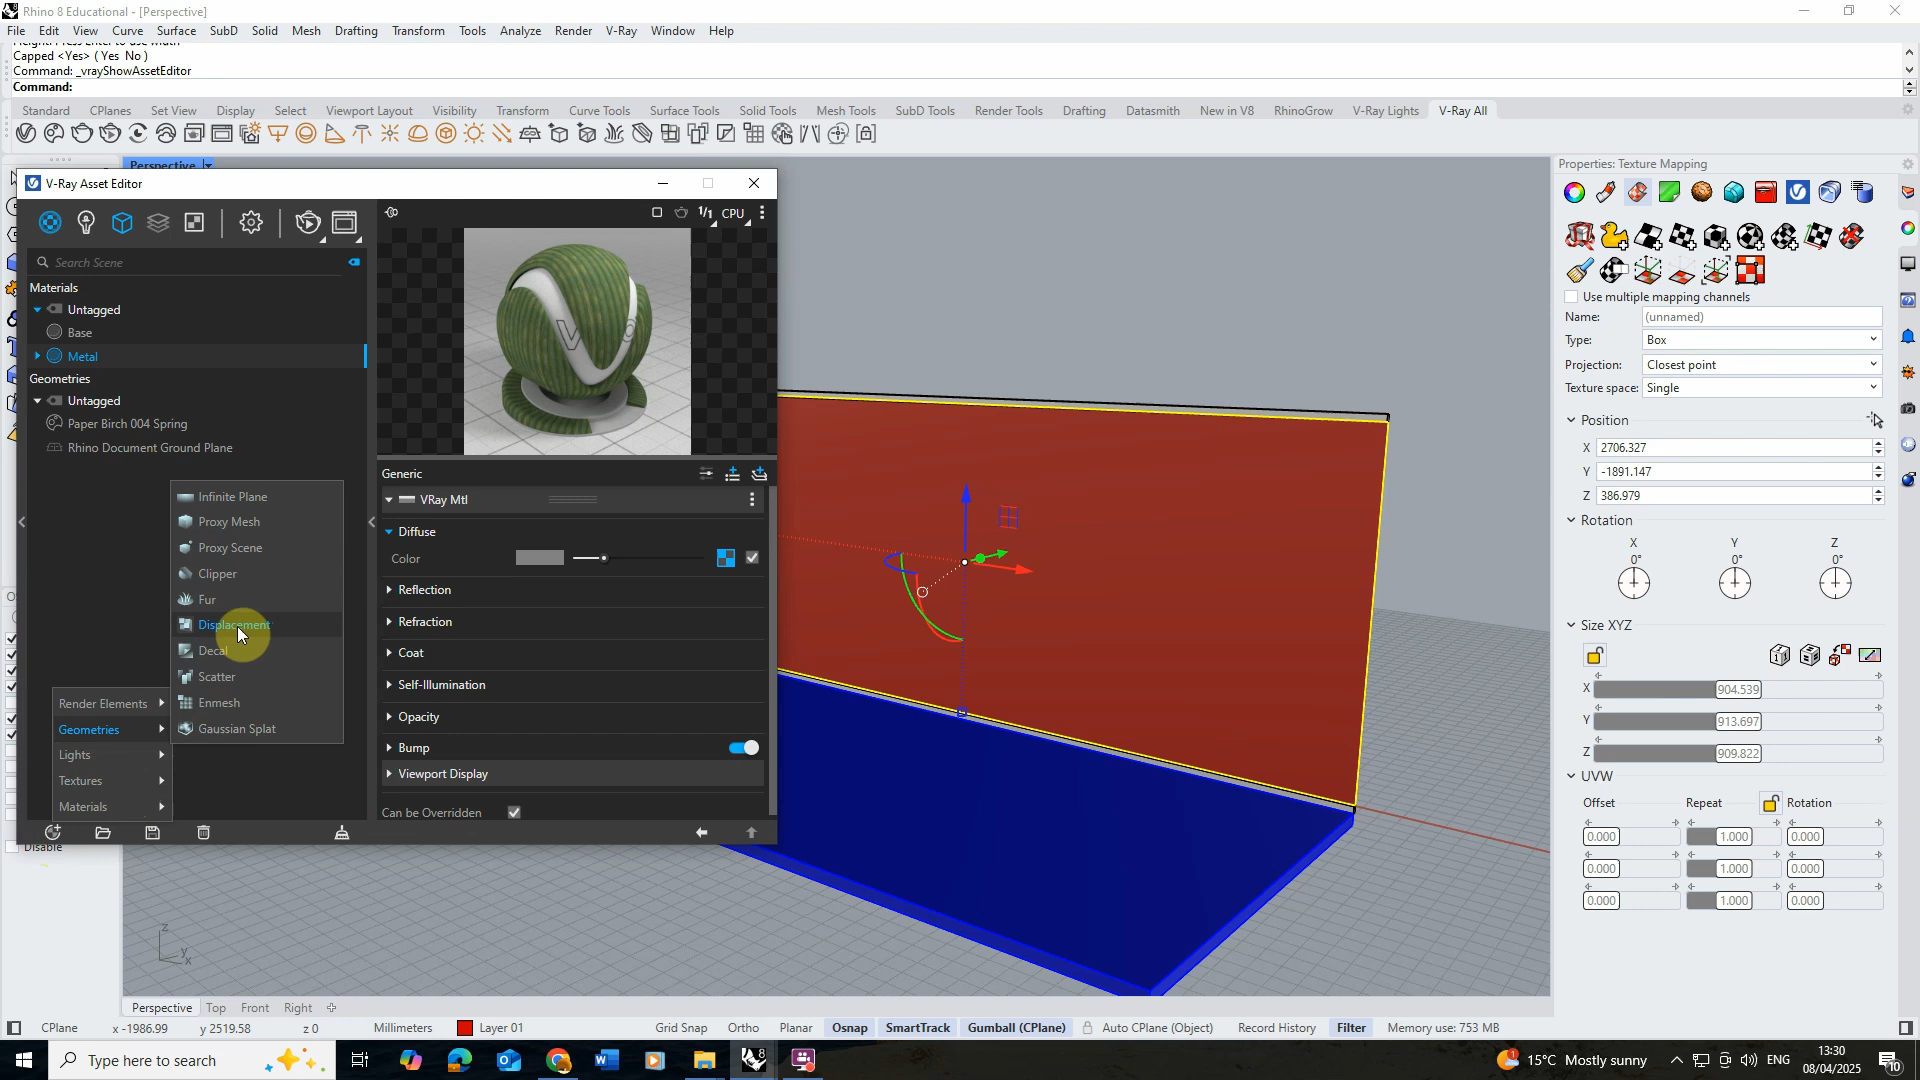 Rhino 8 Educational - [Perspective]
File Edit View Curve Surface SubD Solid Mesh Drafting Transform Tools Analyze Render V-Ray Window Help
Capped <Yes> ( Yes No )
Command: _vrayShowAssetEditor
Command:
Standard CPlanes Set View Display Select Viewport Layout Visibility Transform Curve Tools Surface Tools Solid Tools Mesh Tools SubD Tools Render Tools Drafting Datasmith New in V8 RhinoGrow V-Ray Lights V-Ray All
Perspective
Properties: Texture Mapping
V-Ray Asset Editor
1/1 CPU
Search Scene
Materials
Untagged
Base
Metal
Geometries
Untagged
Paper Birch 004 Spring
Rhino Document Ground Plane
Infinite Plane
Proxy Mesh
Proxy Scene
Clipper
Fur
Displacement
Decal
Scatter
Enmesh
Gaussian Splat
Render Elements
Geometries
Lights
Textures
Materials
Disable
Generic
VRay Mtl
Diffuse
Color
Reflection
Refraction
Coat
Self-Illumination
Opacity
Bump
Viewport Display
Can be Overridden
Use multiple mapping channels
Name: (unnamed)
Type: Box
Projection: Closest point
Texture space: Single
Position
X 2706.327
Y -1891.147
Z 386.979
Rotation
X Y Z
0° 0° 0°
Size XYZ
X 904.539
Y 913.697
Z 909.822
UVW
Offset Repeat Rotation
0.000 1.000 0.000
0.000 1.000 0.000
0.000 1.000 0.000
z
y
x
Perspective Top Front Right
CPlane x -1986.99 y 2519.58 z 0 Millimeters Layer 01 Grid Snap Ortho Planar Osnap SmartTrack Gumball (CPlane) Auto CPlane (Object) Record History Filter Memory use: 753 MB
Type here to search
15°C Mostly sunny
ENG
13:30
08/04/2025
10